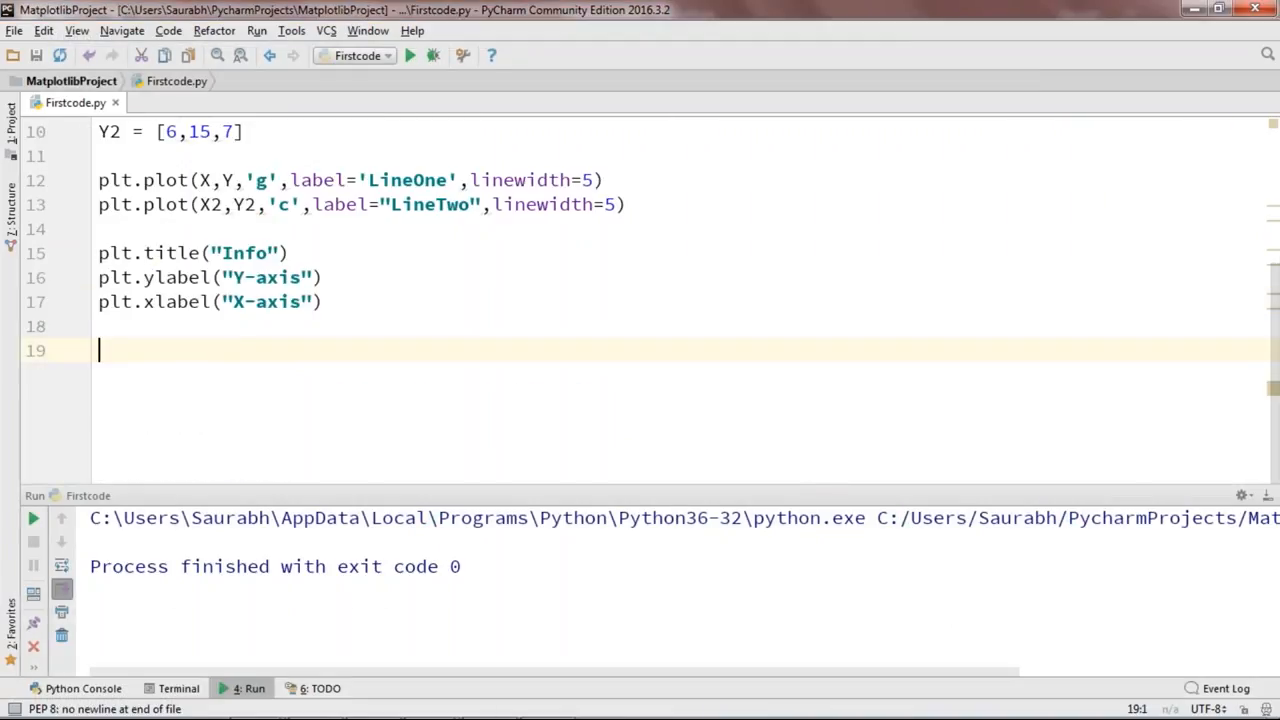 MatplotlibProject - [C:\Users\Saurabh\PycharmProjects\MatplotlibProject] - ...\Firstcode.py - PyCharm Community Edition 2016.3.2
File Edit View Navigate Code Refactor Run Tools VCS Window Help
Firstcode
MatplotlibProject Firstcode.py
Firstcode.py
1: Project
7: Structure
2: Favorites
10 Y2 = [6,15,7]
11
12 plt.plot(X,Y,'g',label='LineOne',linewidth=5)
13 plt.plot(X2,Y2,'c',label="LineTwo",linewidth=5)
14
15 plt.title("Info")
16 plt.ylabel("Y-axis")
17 plt.xlabel("X-axis")
18
19
Run Firstcode
C:\Users\Saurabh\AppData\Local\Programs\Python\Python36-32\python.exe C:/Users/Saurabh/PycharmProjects/Mat
Process finished with exit code 0
Python Console Terminal 4: Run 6: TODO Event Log
PEP 8: no newline at end of file 19:1 n/a UTF-8